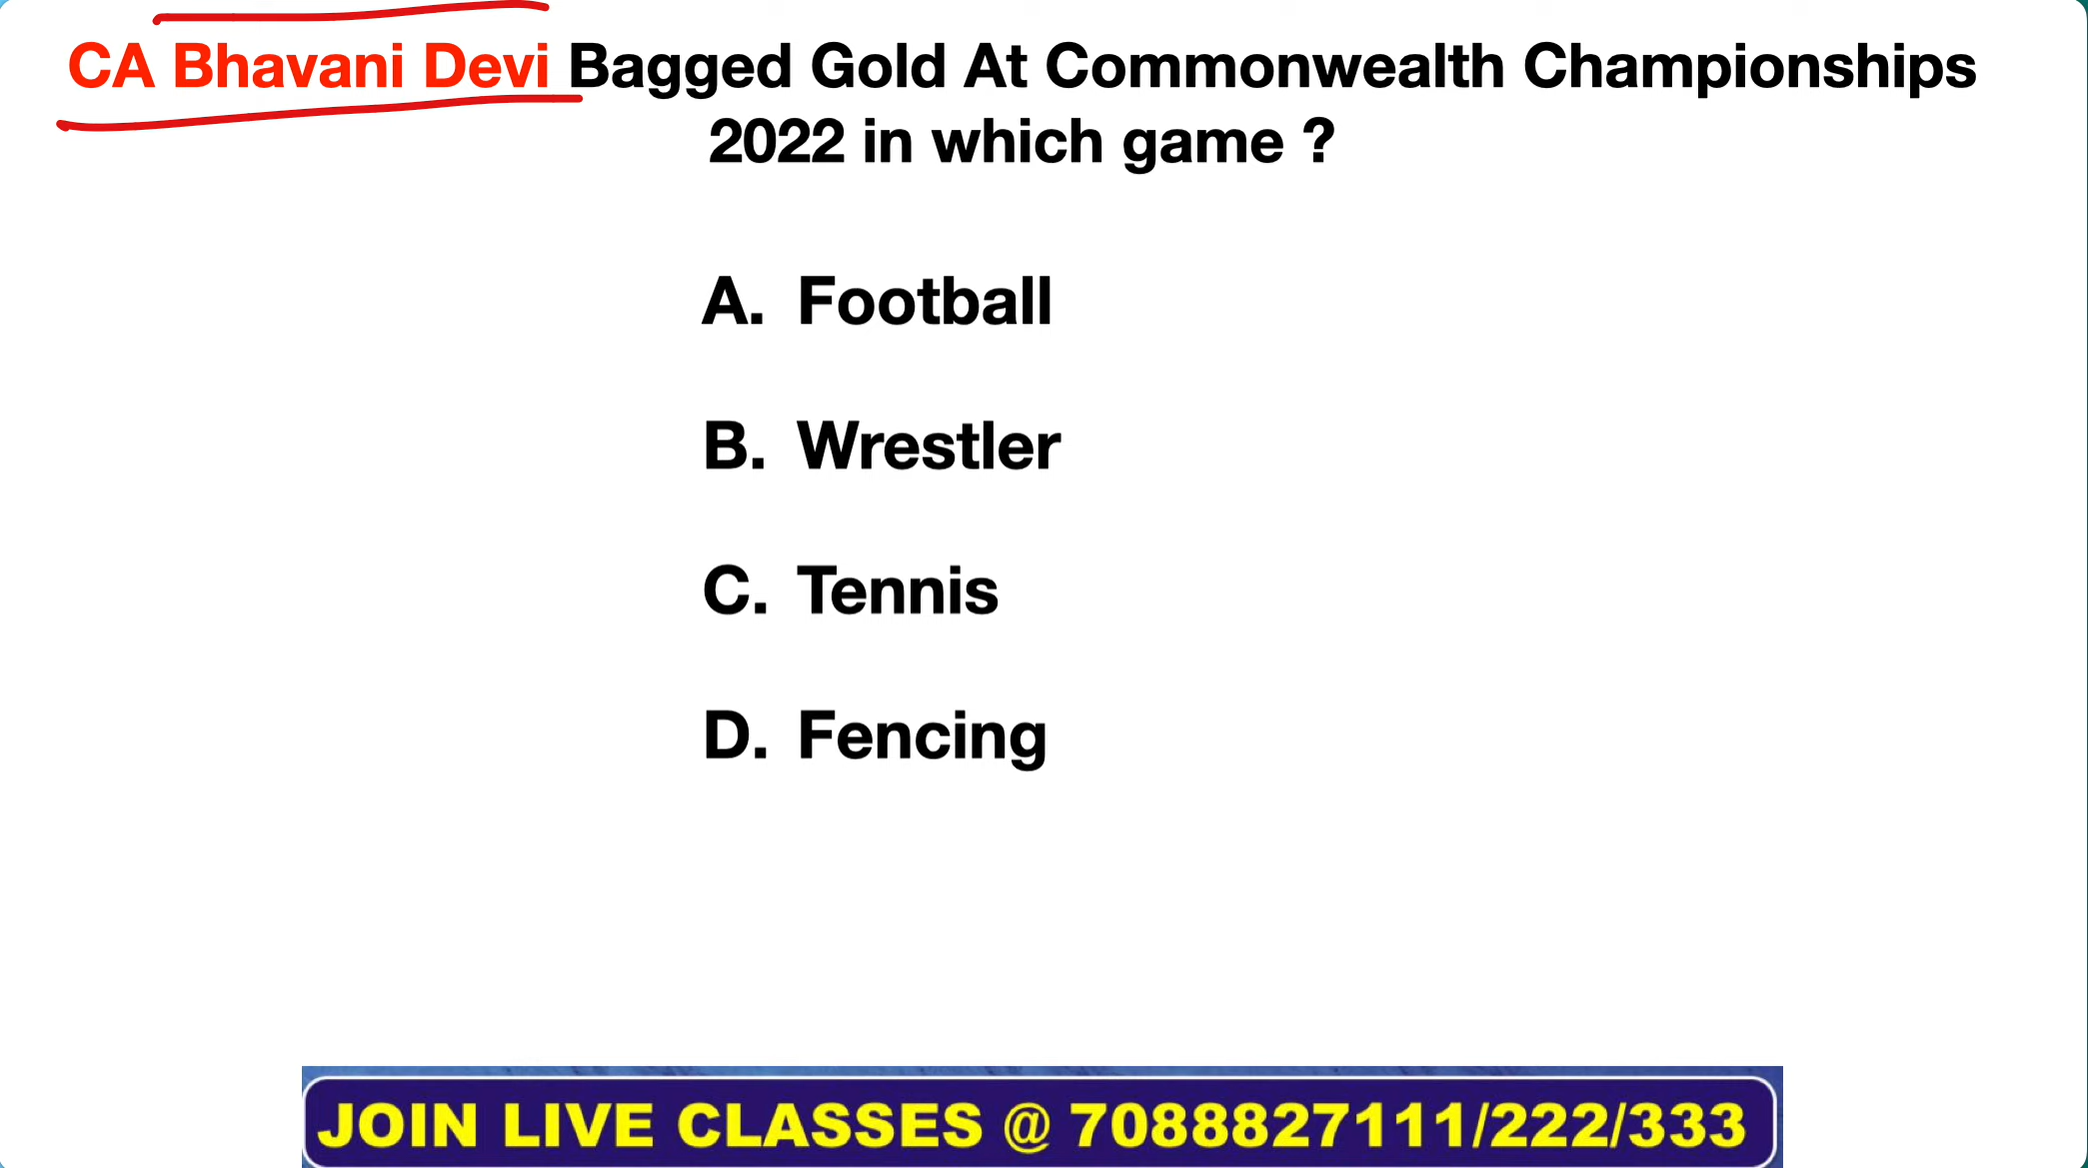 CA Bhavani Devi Bagged Gold At Commonwealth Championships
2022 in which game ?
A. Football
B. Wrestler
C. Tennis
D. Fencing
JOIN LIVE CLASSES @ 7088827111/222/333